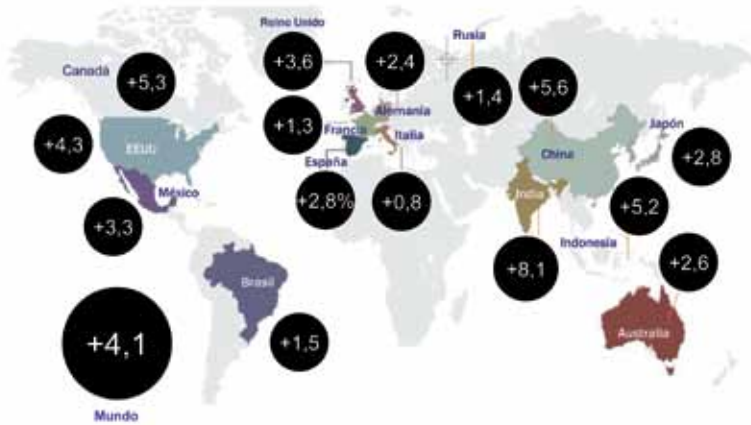 Reino Unido
+3,6
+2,4
Alemania
Rusia
+1,4
Canadá
+5,3
+5,6
China
+4,3
EEUU
+1,3
Francia
Italia
España
+2,8%
+0,8
Japón
+2,8
México
+3,3
India
+8,1
+5,2
Indonesia
+2,6
Australia
Brasil
+1,5
+4,1
Mundo